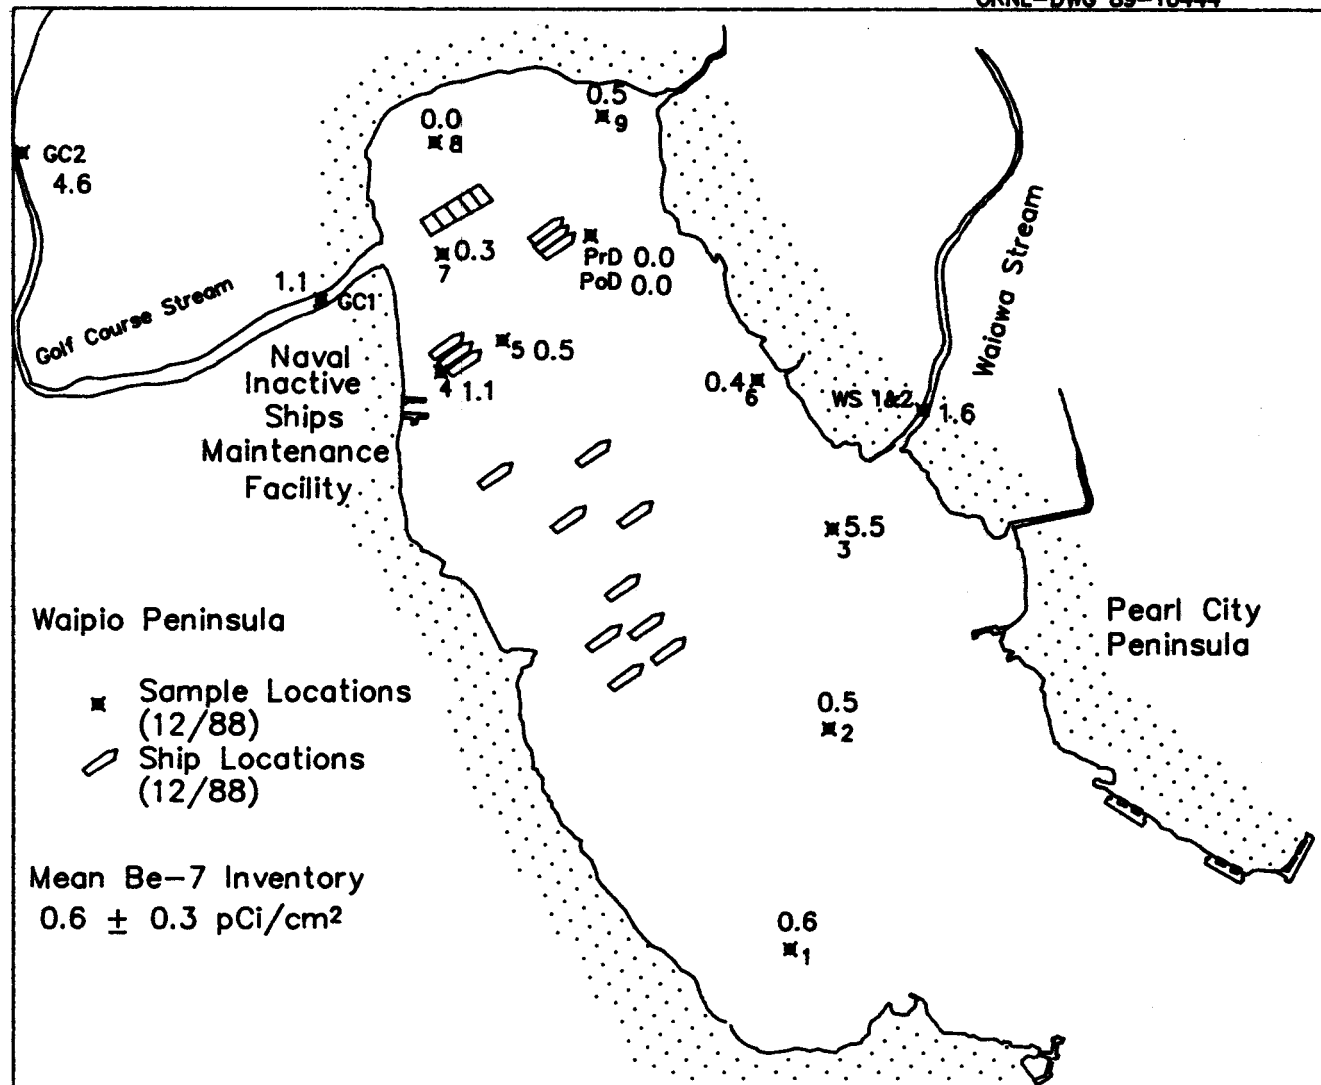 0.5
9
0.0
8
GC2
4.6
0.3
7
PrD 0.0
PoD 0.0
1.1
GC1
Golf Course Stream
Waiawa Stream
5 0.5
4 1.1
0.4
6
WS 1&2
1.6
Naval
Inactive
Ships
Maintenance
Facility
5.5
3
Waipio Peninsula
Pearl City
Peninsula
Sample Locations
(12/88)
Ship Locations
(12/88)
0.5
2
Mean Be-7 Inventory
0.6 ± 0.3 pCi/cm²
0.6
1